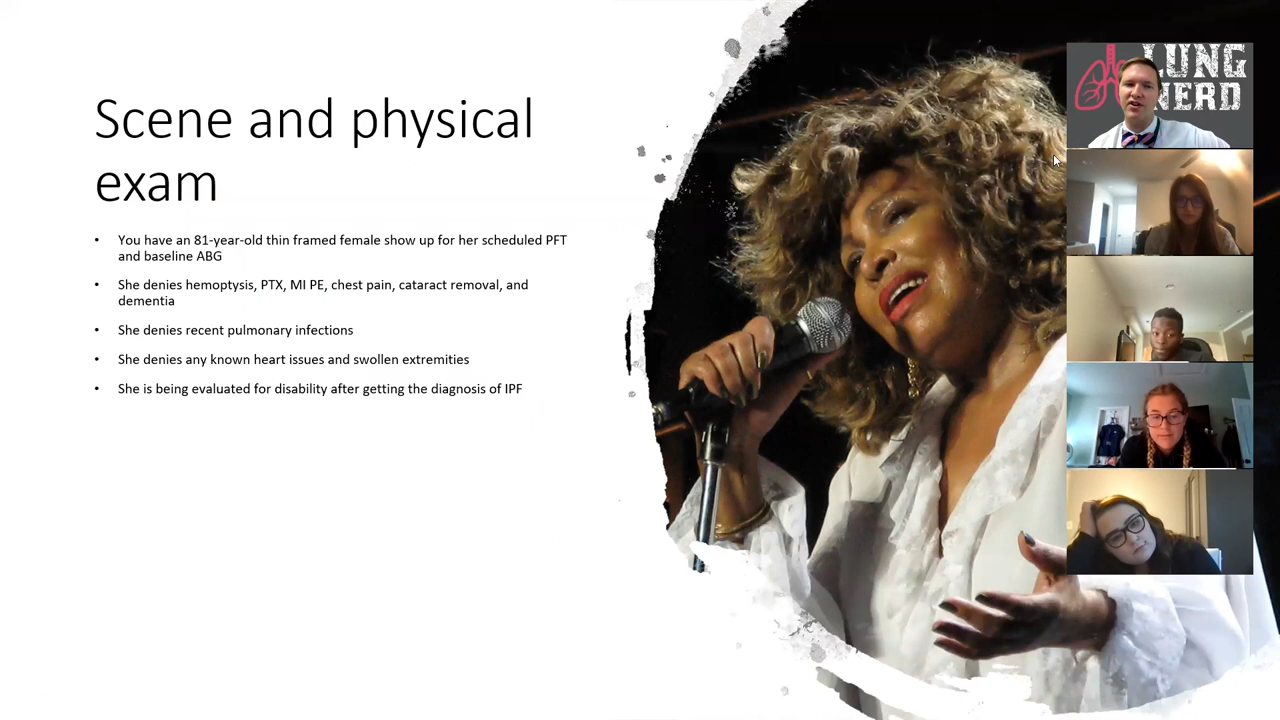 Scene and physical
exam
• You have an 81-year-old thin framed female show up for her scheduled PFT
and baseline ABG
• She denies hemoptysis, PTX, MI PE, chest pain, cataract removal, and
dementia
• She denies recent pulmonary infections
• She denies any known heart issues and swollen extremities
• She is being evaluated for disability after getting the diagnosis of IPF
LUNG
NERD